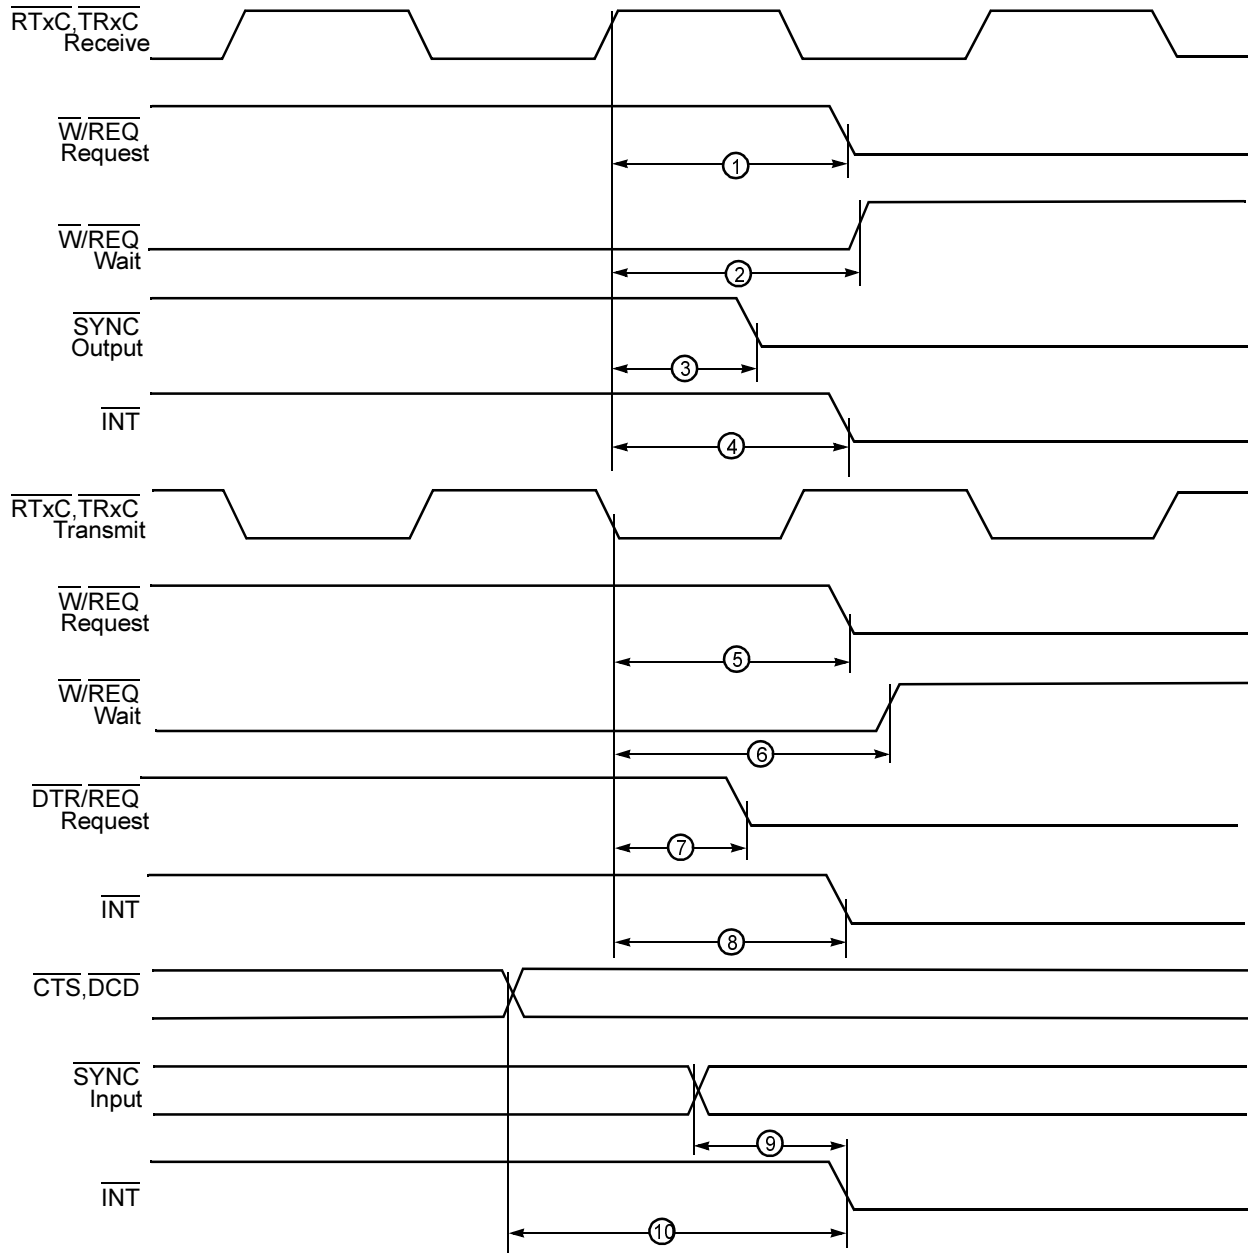 RTxC,TRxC
Receive
W/REQ
Request
1
W/REQ
Wait
2
SYNC
Output
3
INT
4
RTxC,TRxC
Transmit
W/REQ
Request
5
W/REQ
Wait
6
DTR/REQ
Request
7
INT
8
CTS,DCD
SYNC
Input
9
INT
10